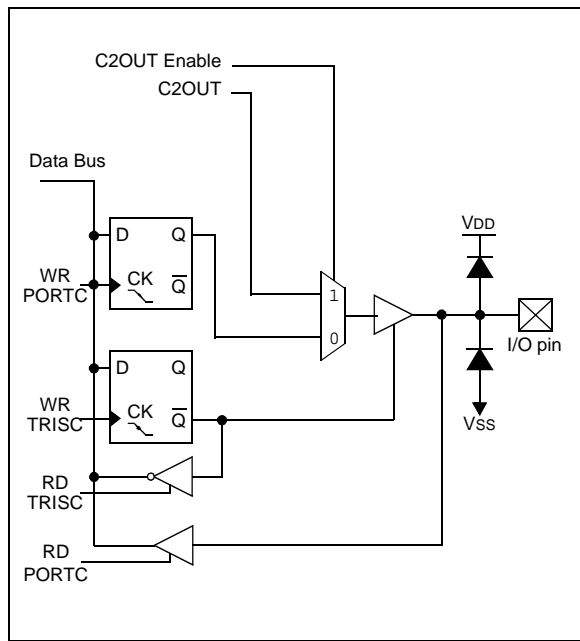 C2OUT Enable
C2OUT
Data Bus
D Q
WR
PORTC
CK Q̅
1
0
VDD
I/O pin
VSS
D Q
WR
TRISC
CK Q̅
RD
TRISC
RD
PORTC